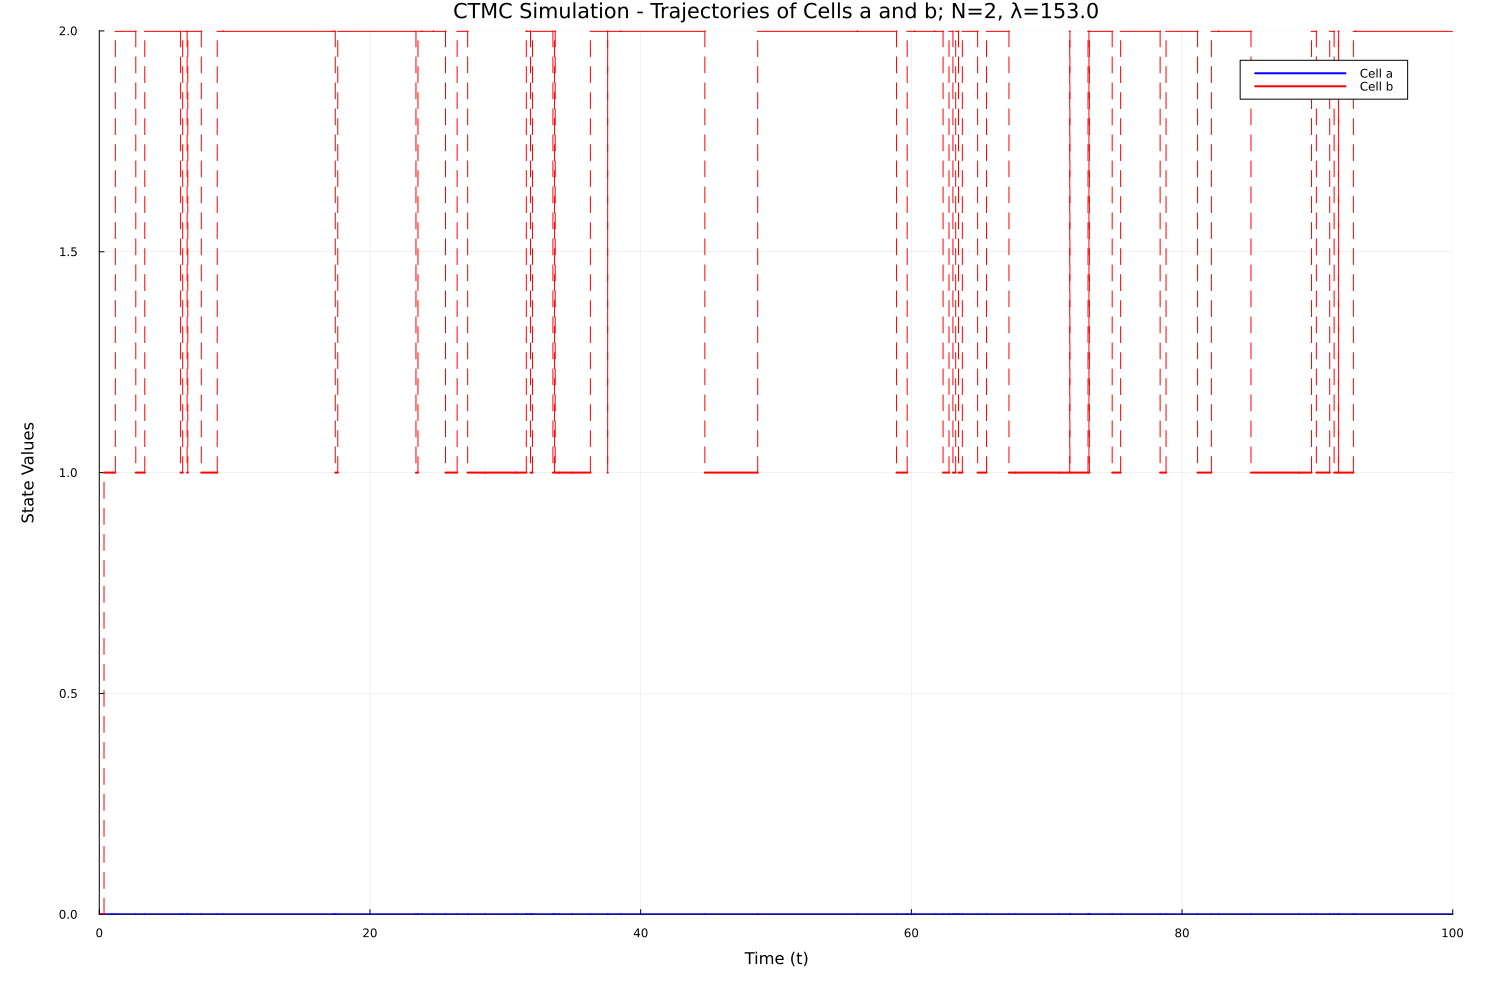 CTMC Simulation - Trajectories of Cells a and b; N=2, λ=153.0
2.0
Cell a
Cell b
1.5
1.0
State Values
0.5
0.0
0 20 40 60 80 100
Time (t)